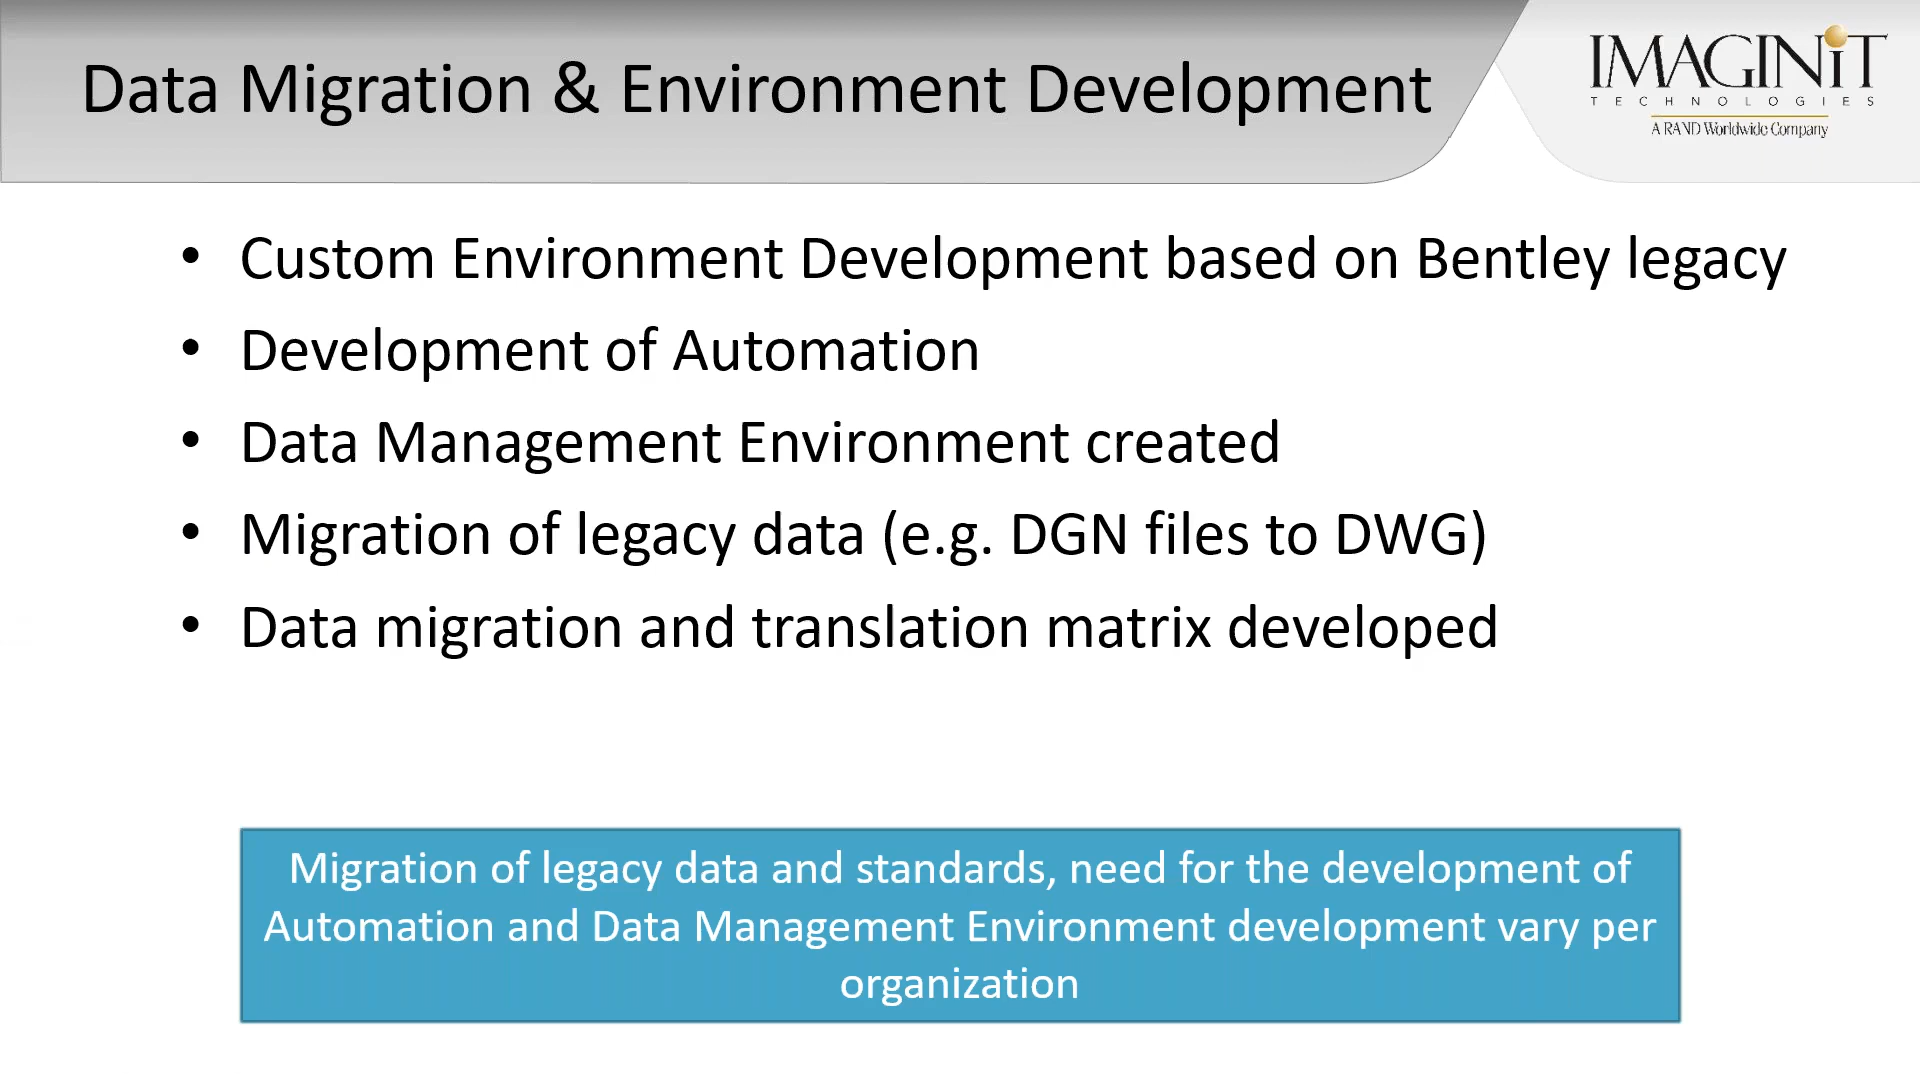 Data Migration & Environment Development
IMAGINiT
TECHNOLOGIES
A RAND Worldwide Company
• Custom Environment Development based on Bentley legacy
• Development of Automation
• Data Management Environment created
• Migration of legacy data (e.g. DGN files to DWG)
• Data migration and translation matrix developed
Migration of legacy data and standards, need for the development of
Automation and Data Management Environment development vary per
organization